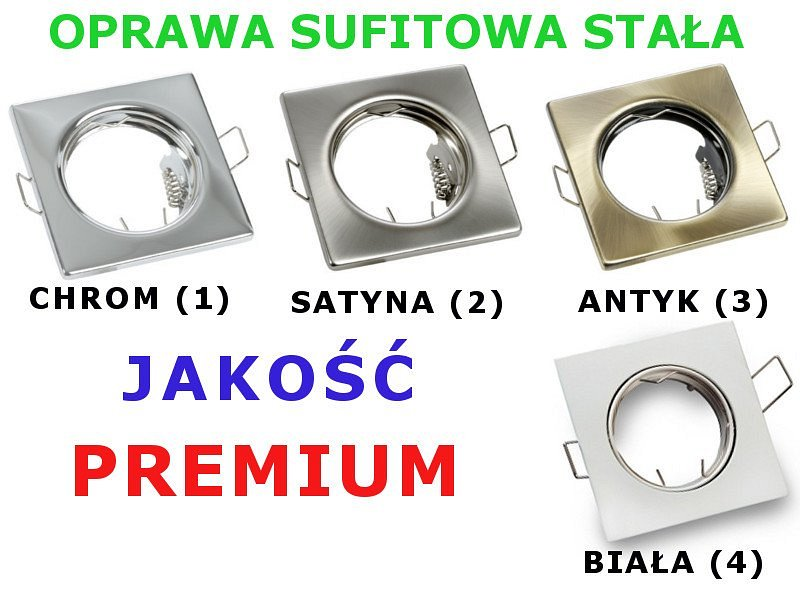 OPRAWA SUFITOWA STAŁA
CHROM (1)
SATYNA (2)
ANTYK (3)
JAKOŚĆ
PREMIUM
BIAŁA (4)